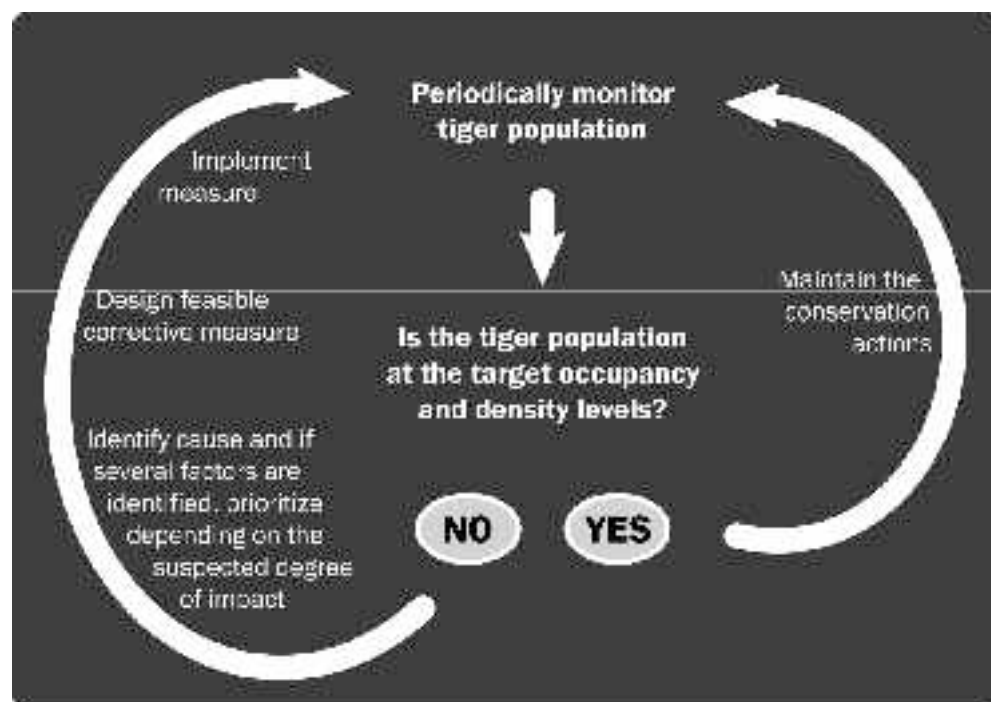 Periodically monitor
tiger population
Implement
measure
Design feasible
corrective measure
Identify cause and if
several factors are
identified, prioritize
depending on the
suspected degree
of impact
Is the tiger population
at the target occupancy
and density levels?
NO
YES
Maintain the
conservation
actions